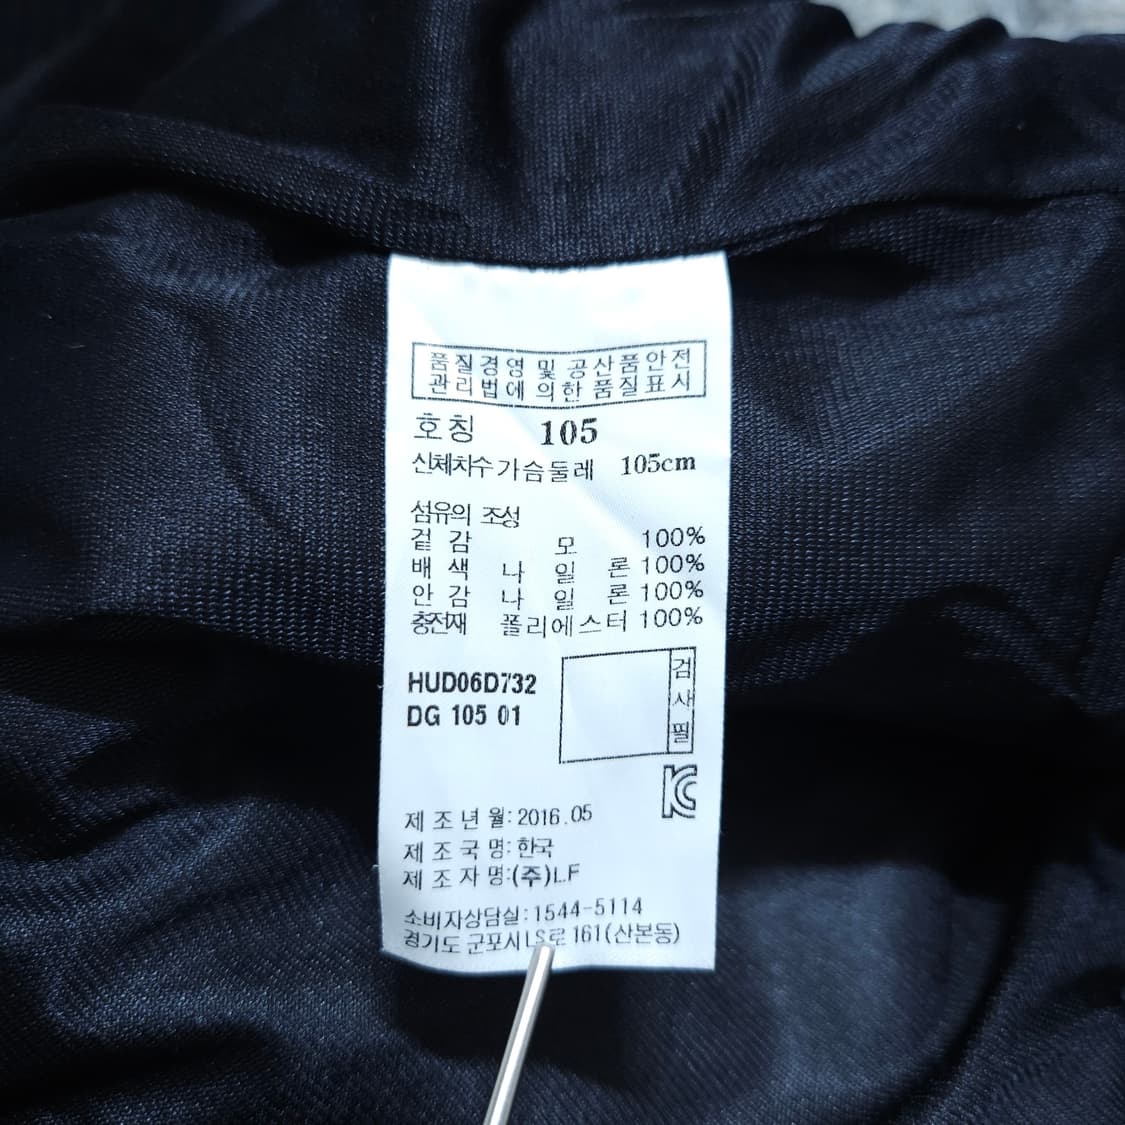 품질경영 및 공산품안전
관리법에 의한 품질표시
호칭 105
신체치수 가슴둘레 105cm
섬유의 조성
겉감 모 100%
배색 나일론 100%
안감 나일론 100%
충전재 폴리에스터 100%
HUD06D732
DG 105 01
검사필
KC
제조년월:2016.05
제조국명:한국
제조자명:(주)LF
소비자상담실:1544-5114
경기도 군포시 LS로 161(산본동)